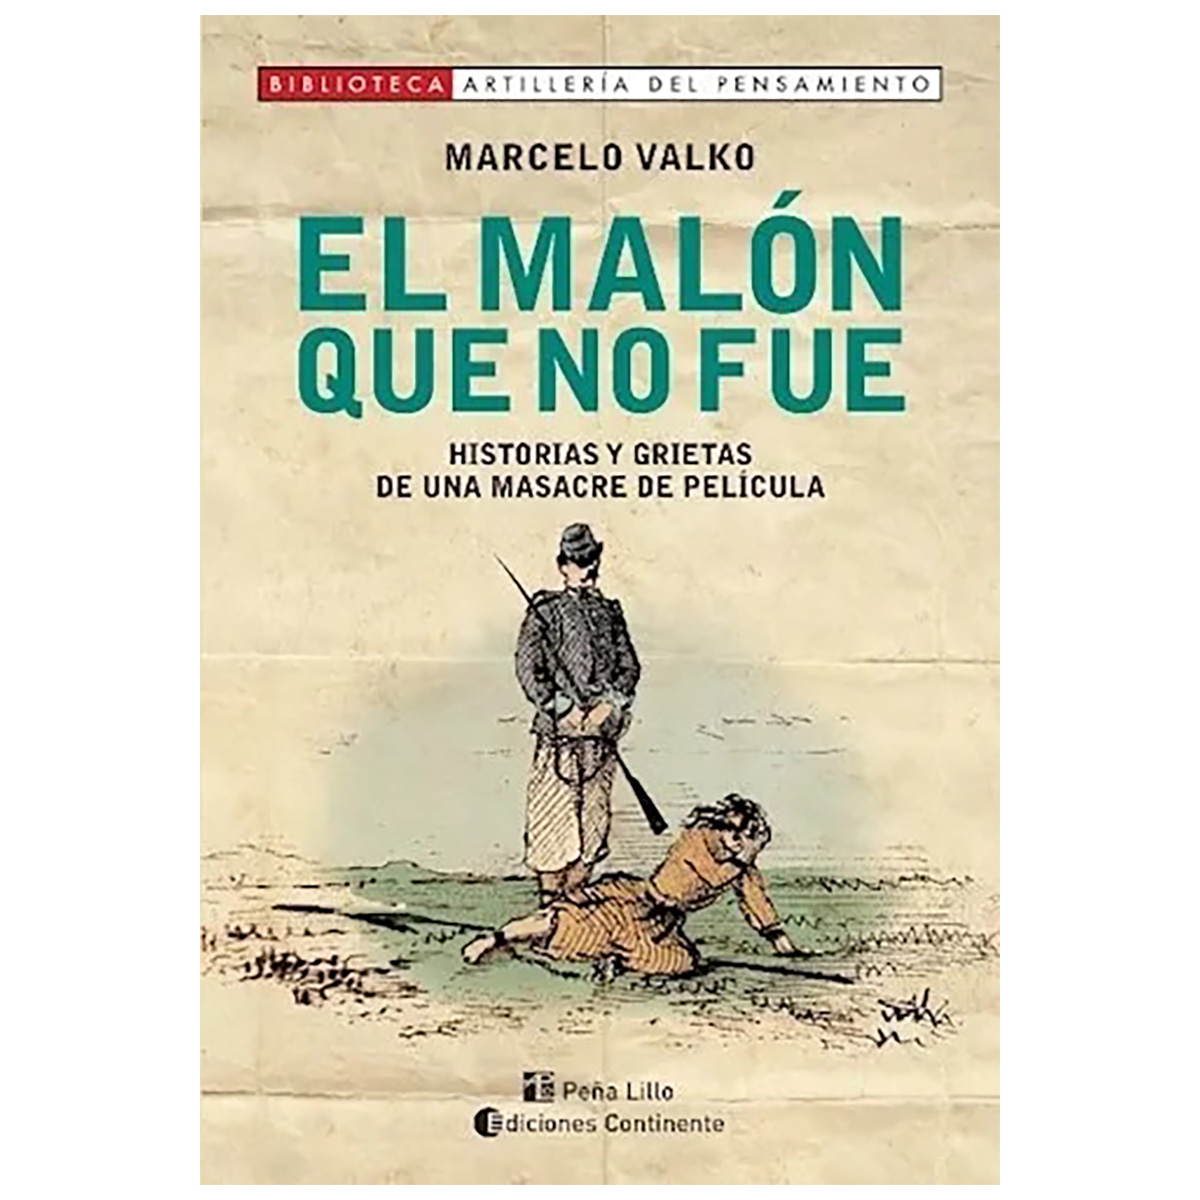 BIBLIOTECA ARTILLERÍA DEL PENSAMIENTO
MARCELO VALKO
EL MALÓN
QUE NO FUE
HISTORIAS Y GRIETAS
DE UNA MASACRE DE PELÍCULA
Peña Lillo
Ediciones Continente